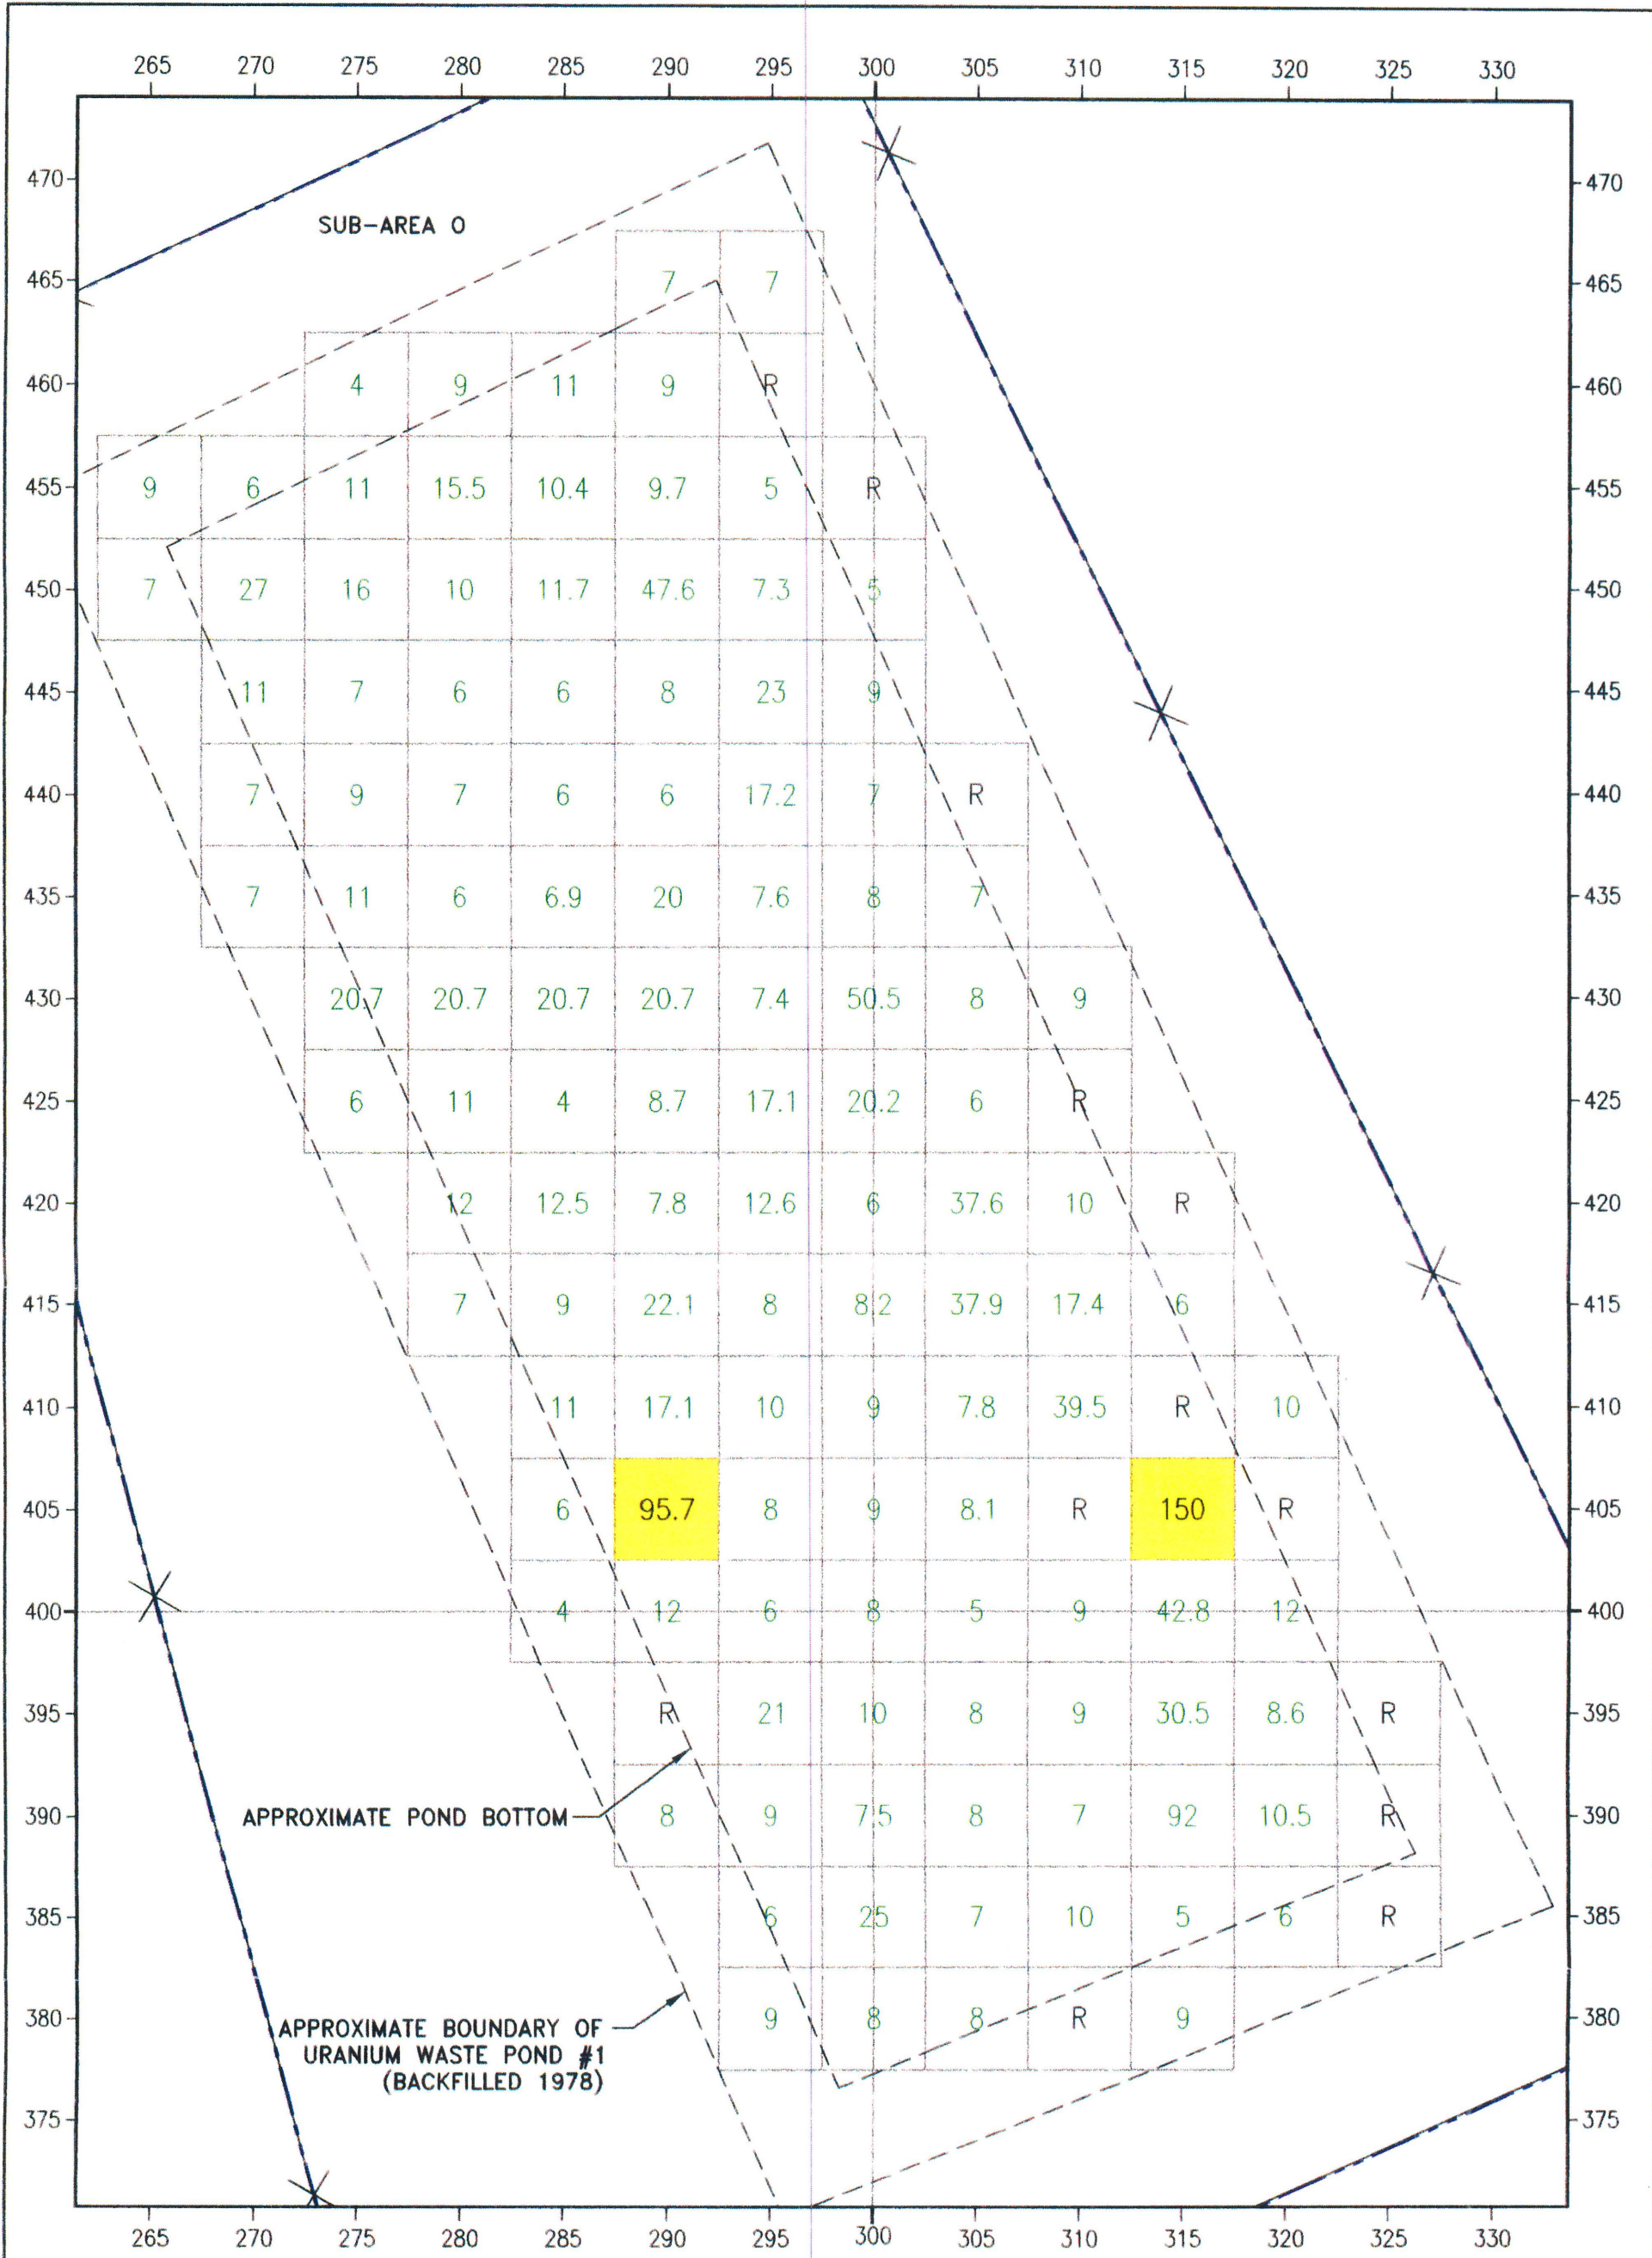 265 270 275 280 285 290 295 300 305 310 315 320 325 330
470 470
SUB-AREA O
465 7 7 465
460 4 9 11 9 R 460
455 9 6 11 15.5 10.4 9.7 5 R 455
450 7 27 16 10 11.7 47.6 7.3 5 450
445 11 7 6 6 8 23 9 445
440 7 9 7 6 6 17.2 7 R 440
435 7 11 6 6.9 20 7.6 8 7 435
430 20.7 20.7 20.7 20.7 7.4 50.5 8 9 430
425 6 11 4 8.7 17.1 20.2 6 R 425
420 12 12.5 7.8 12.6 6 37.6 10 R 420
415 7 9 22.1 8 8.2 37.9 17.4 6 415
410 11 17.1 10 9 7.8 39.5 R 10 410
405 6 95.7 8 9 8.1 R 150 R 405
400 4 12 6 8 5 9 42.8 12 400
395 R 21 10 8 9 30.5 8.6 R 395
390 APPROXIMATE POND BOTTOM 8 9 7.5 8 7 92 10.5 R 390
385 6 25 7 10 5 6 R 385
380 9 8 8 R 9 380
APPROXIMATE BOUNDARY OF
URANIUM WASTE POND #1
(BACKFILLED 1978)
375 375
265 270 275 280 285 290 295 300 305 310 315 320 325 330